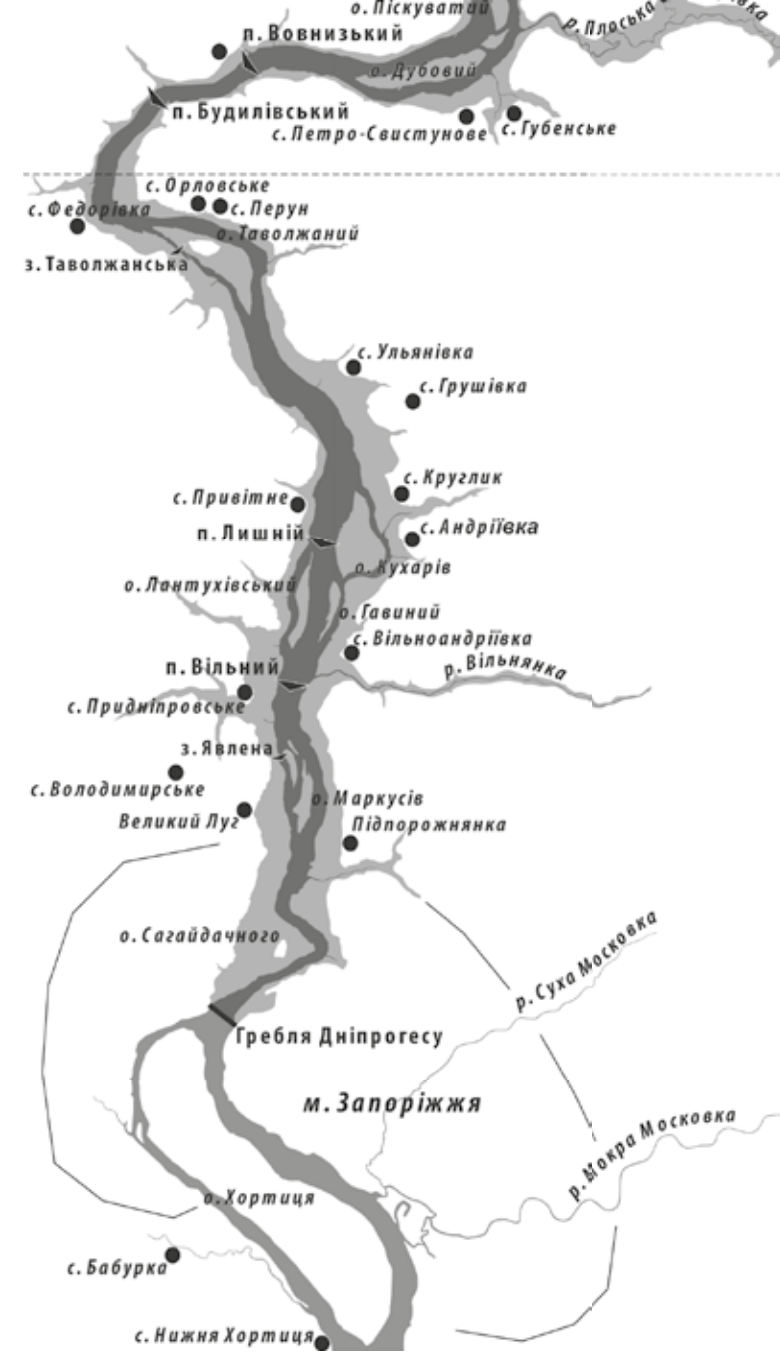 о. Піскуватий
р. Плоська
п. Вовнизький
о. Дубовий
п. Будилівський
с. Петро-Свистунове
с. Губенське
с. Орловське
с. Федорівка
с. Перун
о. Таволжаний
з. Таволжанська
с. Ульянівка
с. Грушівка
с. Круглик
с. Привітне
п. Лишній
с. Андріївка
о. Кухарів
о. Лантухівський
о. Гавиний
с. Вільноандріївка
п. Вільний
р. Вільнянка
с. Придніпровське
з. Явлена
с. Володимирське
о. Маркусів
Великий Луг
Підпорожнянка
о. Сагайдачного
р. Суха Московка
Гребля Дніпрогесу
м. Запоріжжя
р. Мокра Московка
о. Хортиця
с. Бабурка
с. Нижня Хортиця